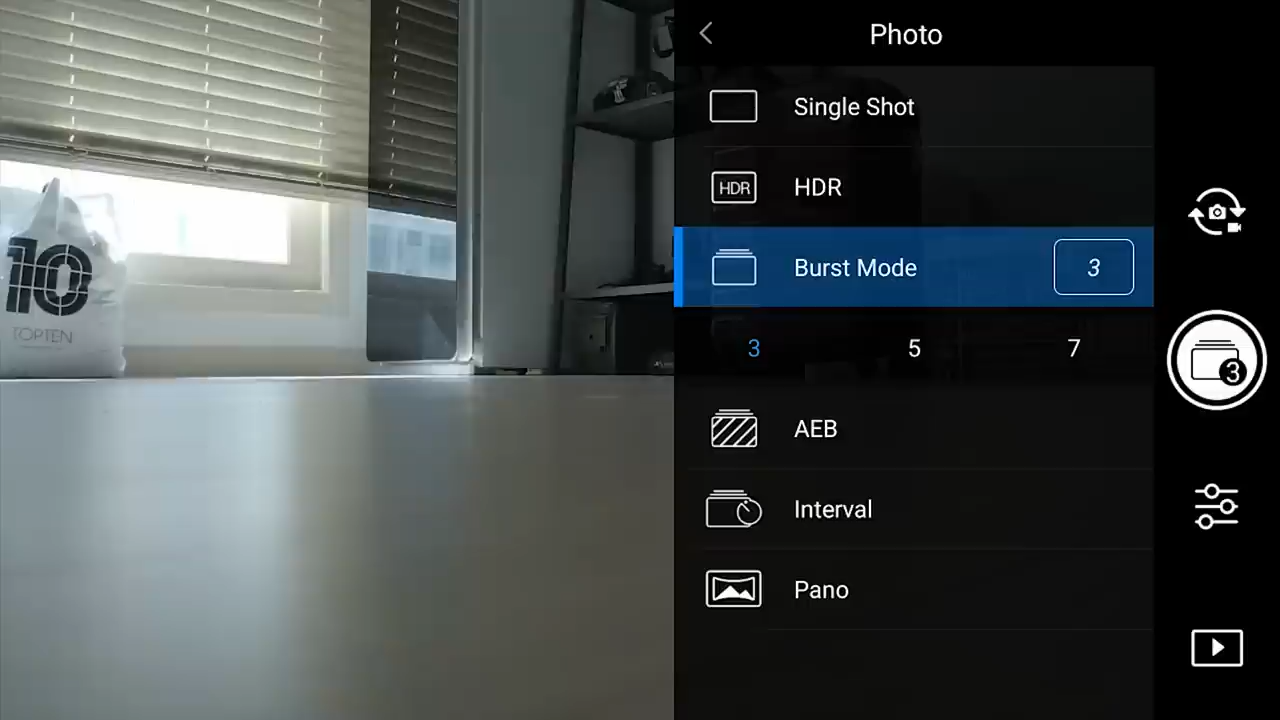 Photo
Single Shot
HDR
HDR
Burst Mode
3
3
5
7
3
AEB
Interval
Pano
10
TOPTEN